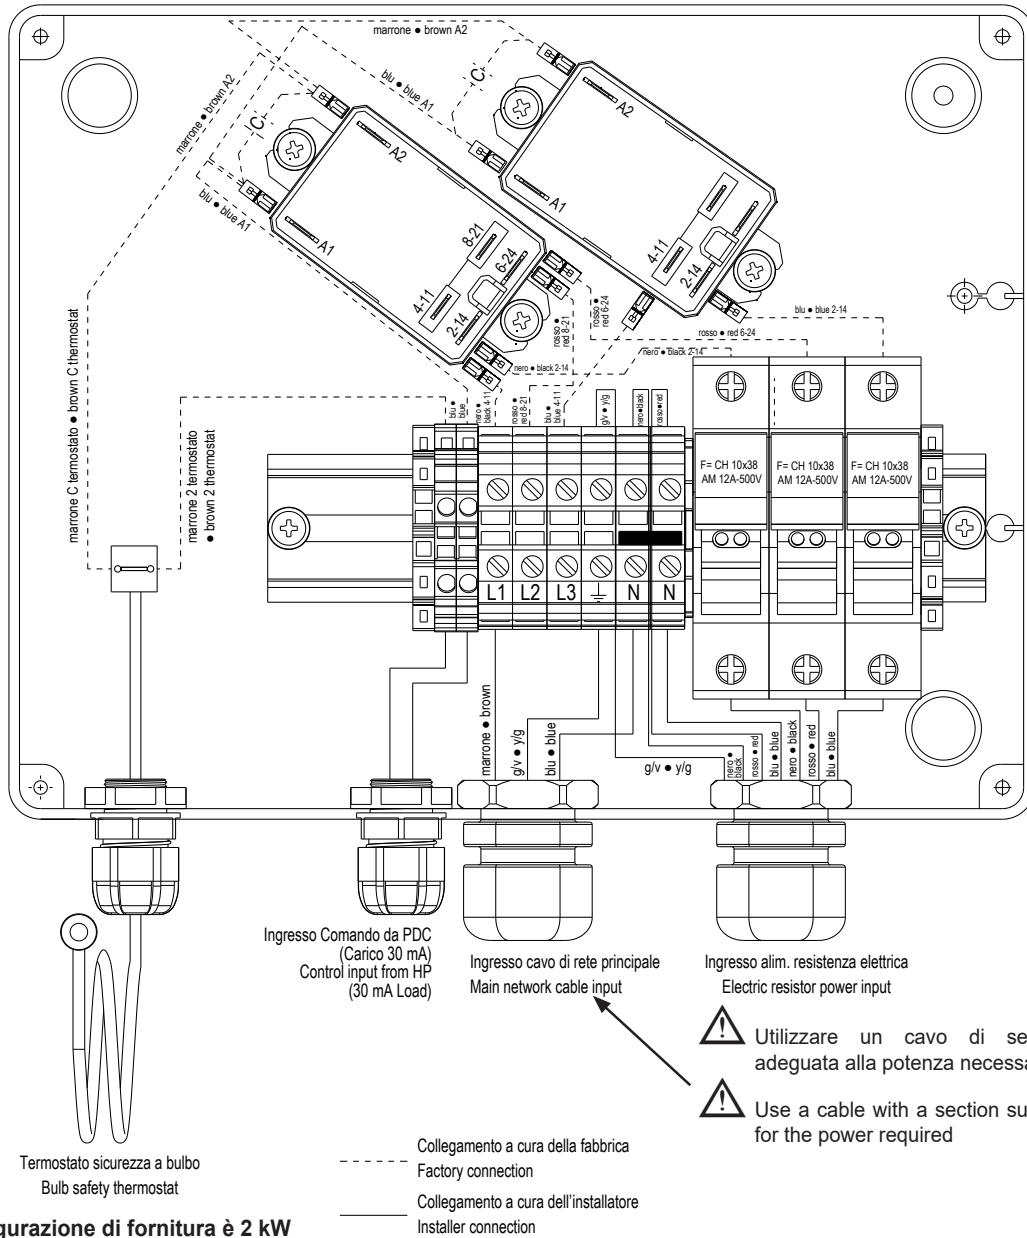 marrone ● brown A2
blu ● blue A1
marrone ● brown A2
blu ● blue A1
C
C
A2
A1
8-21
6-24
4-11
2-14
A2
A1
4-11
2-14
blu ● blue 2-14
rosso ● red 6-24
rosso ●
red 6-24
rosso ●
red 8-21
nero ● black 2-14
nero ● black 2-14
marrone C termostato ● brown C thermostat
marrone 2 termostato
● brown 2 thermostat
blu ●
blue
nero ●
black 4-11
rosso ●
red 8-21
blu ●
blue 4-11
g/v ● y/g
nero●black
rosso●red
F= CH 10x38
AM 12A-500V
F= CH 10x38
AM 12A-500V
F= CH 10x38
AM 12A-500V
L1 L2 L3 N N
marrone ● brown
g/v ● y/g
blu ● blue
g/v ● y/g
nero ●
black
rosso ● red
blu ● blue
nero ● black
rosso ● red
blu ● blue
Ingresso Comando da PDC
(Carico 30 mA)
Control input from HP
(30 mA Load)
Ingresso cavo di rete principale
Main network cable input
Ingresso alim. resistenza elettrica
Electric resistor power input
Utilizzare un cavo di se
adeguata alla potenza necessa
Use a cable with a section su
for the power required
Termostato sicurezza a bulbo
Bulb safety thermostat
Collegamento a cura della fabbrica
Factory connection
Collegamento a cura dell'installatore
Installer connection
gurazione di fornitura è 2 kW